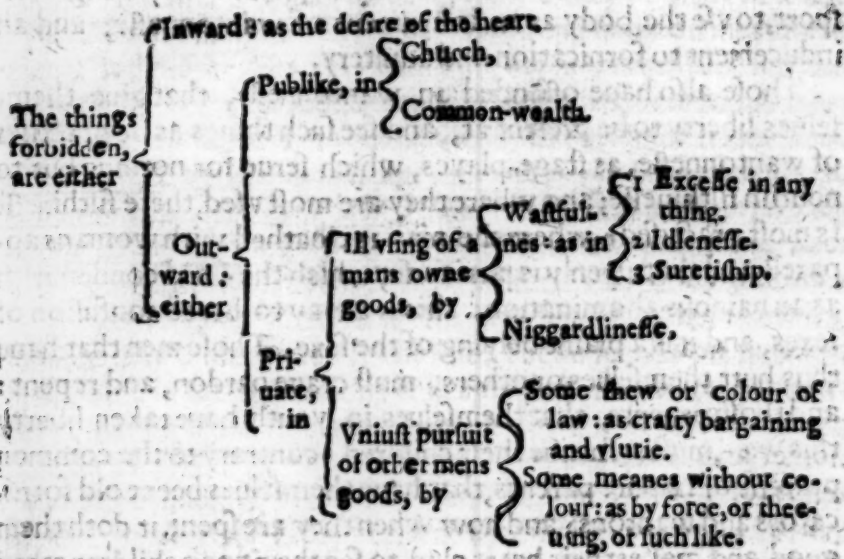 The things
forbidden,
are either
Inward: as the deſire of the heart.
Out-
ward:
either
Publike, in
Church,
Common-wealth.
Pri-
uate,
in
Ill vſing of a
mans owne
goods, by
Waſtful-
nes: as in
1 Exceſſe in any
thing.
2 Idleneſſe.
3 Suretiſhip.
Niggardlineſſe,
Vniuſt purſuit
of other mens
goods, by
Some ſhew or colour of
law: as crafty bargaining
and vſurie.
Some meanes without co-
lour: as by force, or thee-
uing, or ſuch like.